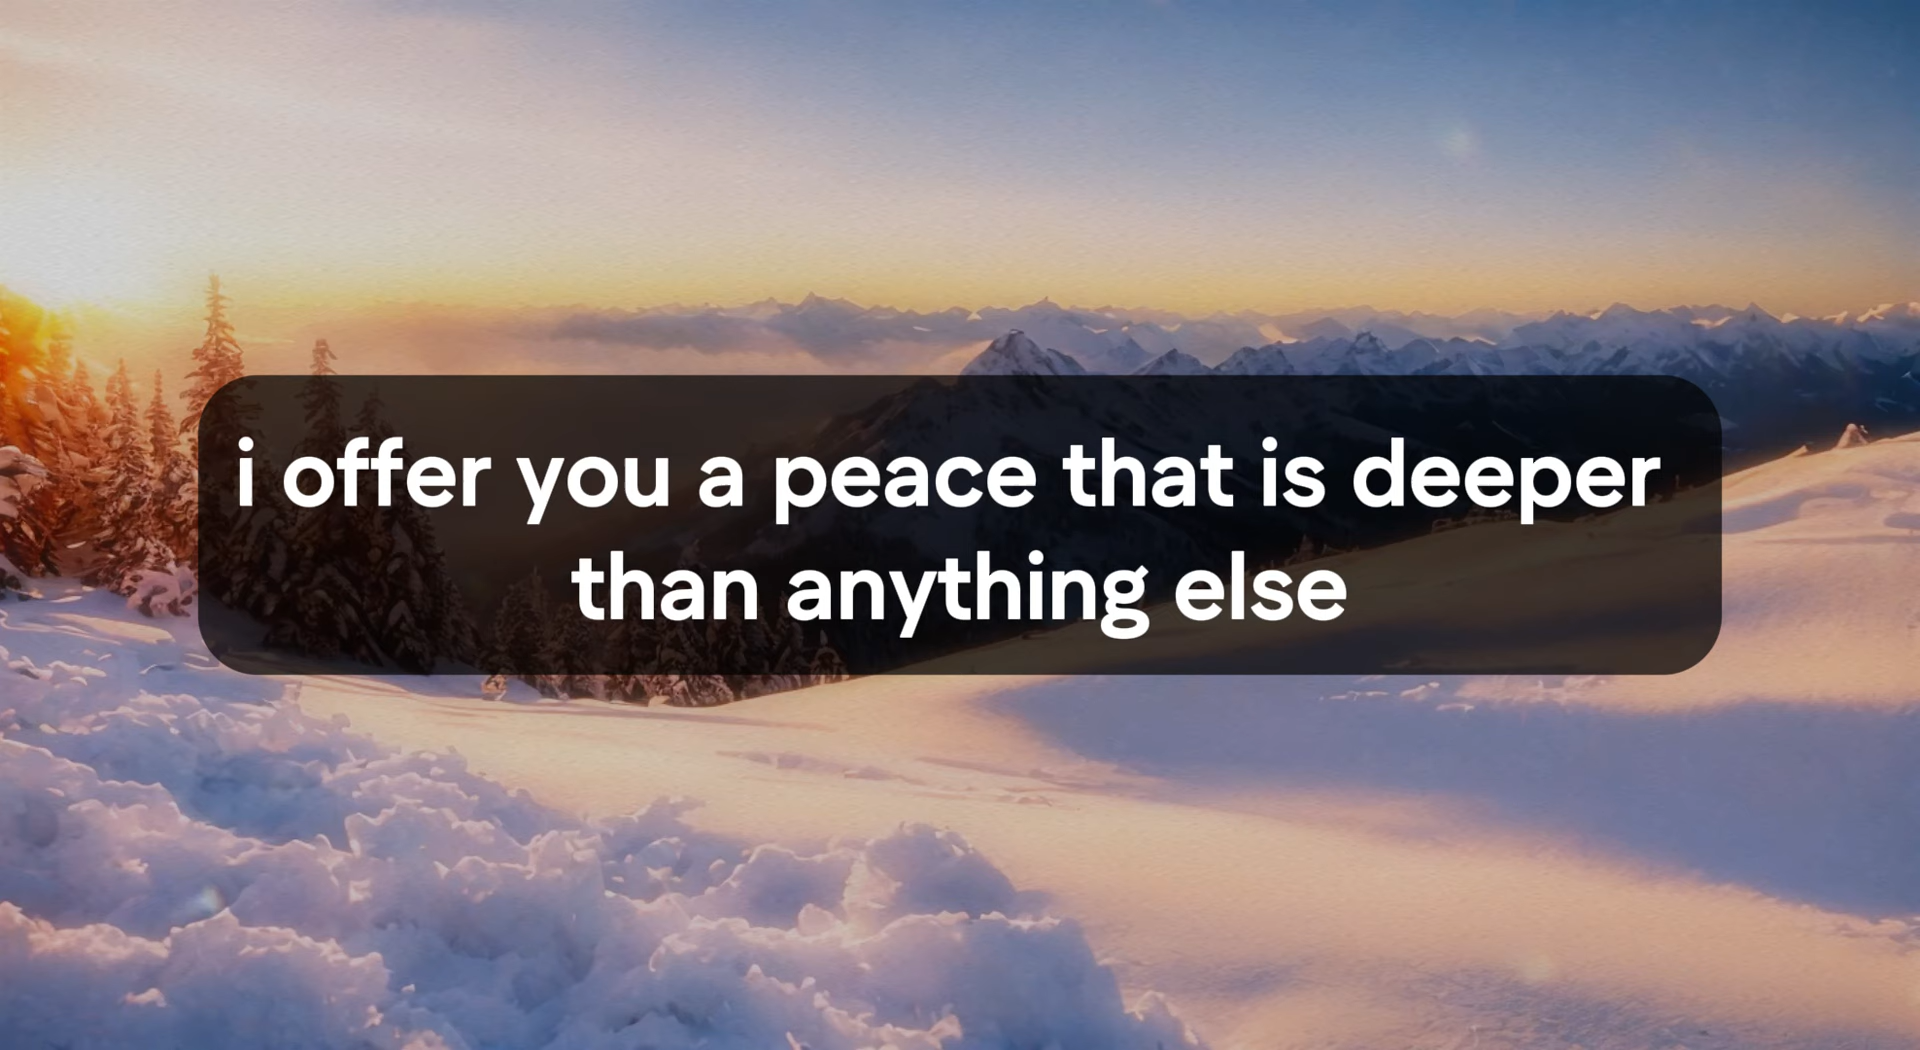 i offer you a peace that is deeper
than anything else